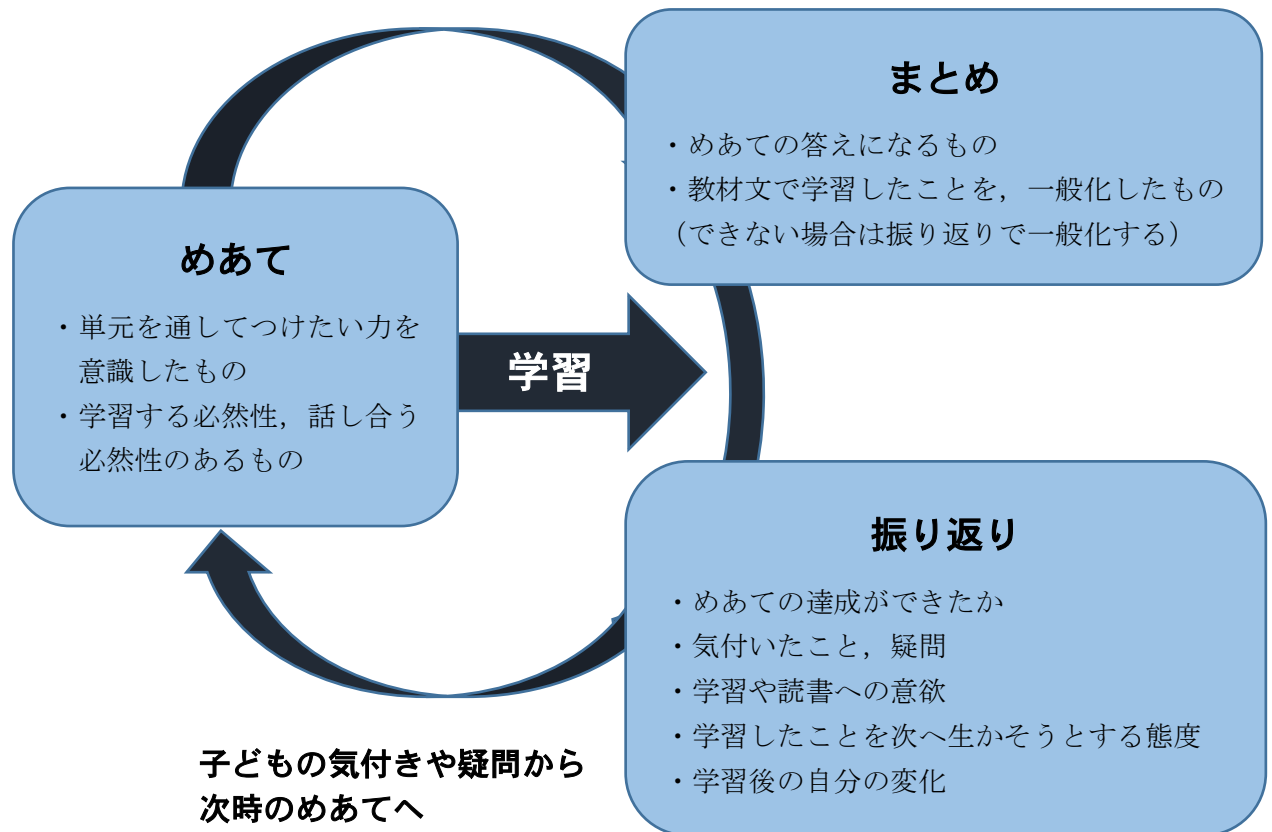 めあて
・単元を通してつけたい力を
意識したもの
・学習する必然性，話し合う
必然性のあるもの
学習
まとめ
・めあての答えになるもの
・教材文で学習したことを，一般化したもの
（できない場合は振り返りで一般化する）
振り返り
・めあての達成ができたか
・気付いたこと，疑問
・学習や読書への意欲
・学習したことを次へ生かそうとする態度
・学習後の自分の変化
子どもの気付きや疑問から
次時のめあてへ